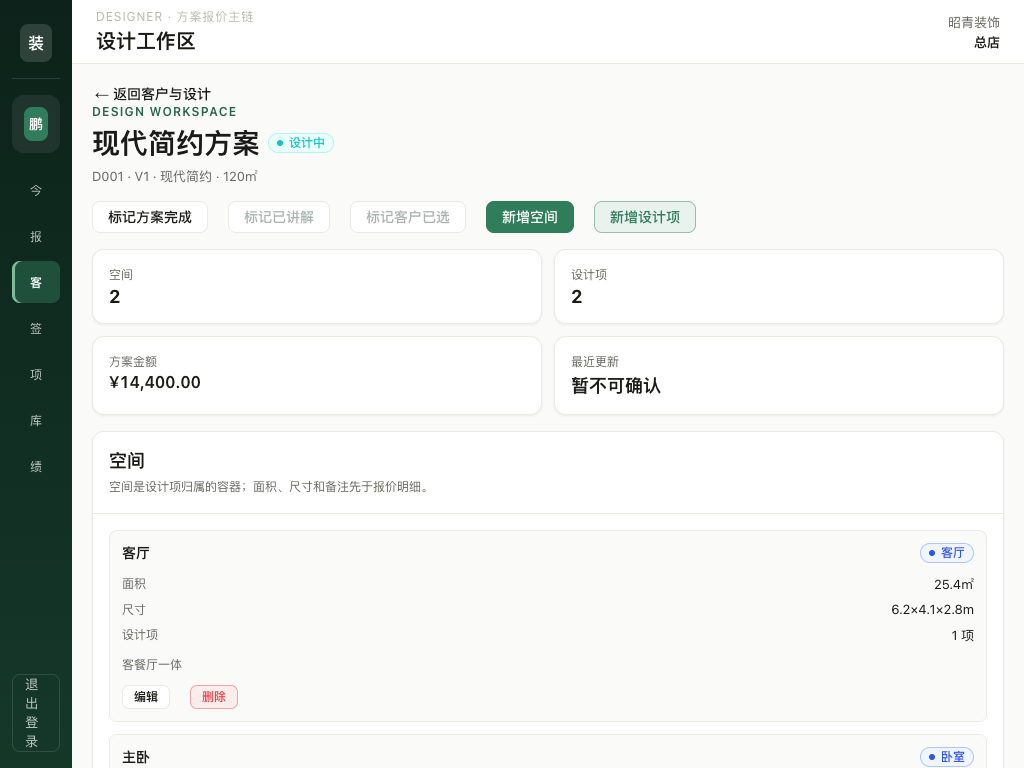 装
鹏
今
报
客
签
项
库
绩
退
出
登
录
DESIGNER · 方案报价主链
设计工作区
昭青装饰
总店
← 返回客户与设计
DESIGN WORKSPACE
现代简约方案
设计中
D001 · V1 · 现代简约 · 120㎡
标记方案完成
标记已讲解
标记客户已选
新增空间
新增设计项
空间
2
设计项
2
方案金额
¥14,400.00
最近更新
暂不可确认
空间
空间是设计项归属的容器；面积、尺寸和备注先于报价明细。
客厅
客厅
面积
25.4㎡
尺寸
6.2×4.1×2.8m
设计项
1 项
客餐厅一体
编辑
删除
主卧
卧室